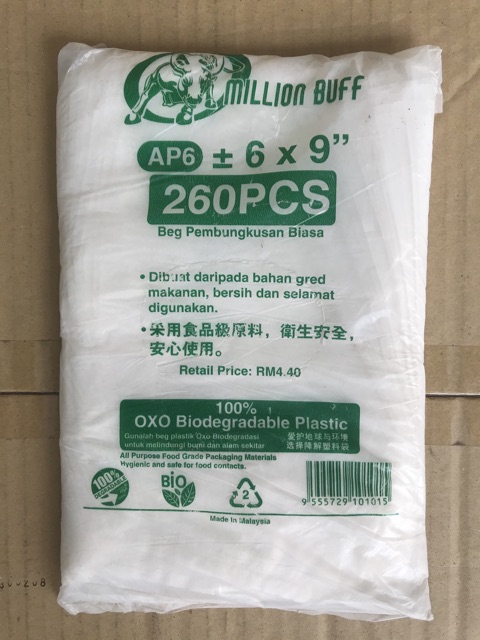 MILLION BUFF
AP6 ± 6 x 9”
260PCS
Beg Pembungkusan Biasa
• Dibuat daripada bahan gred
makanan, bersih dan selamat
digunakan.
• 采用食品級原料，衛生安全，
安心使用。
Retail Price: RM4.40
100%
OXO Biodegradable Plastic
Gunalah beg plastik Oxo Biodegradasi
untuk melindungi bumi dan alam sekitar
爱护地球与环境
选择降解塑料袋
All Purpose Food Grade Packaging Materials
Hygienic and safe for food contacts.
100%
BIODEGRADABLE
BIO
2
9 555729 101015
Made In Malaysia